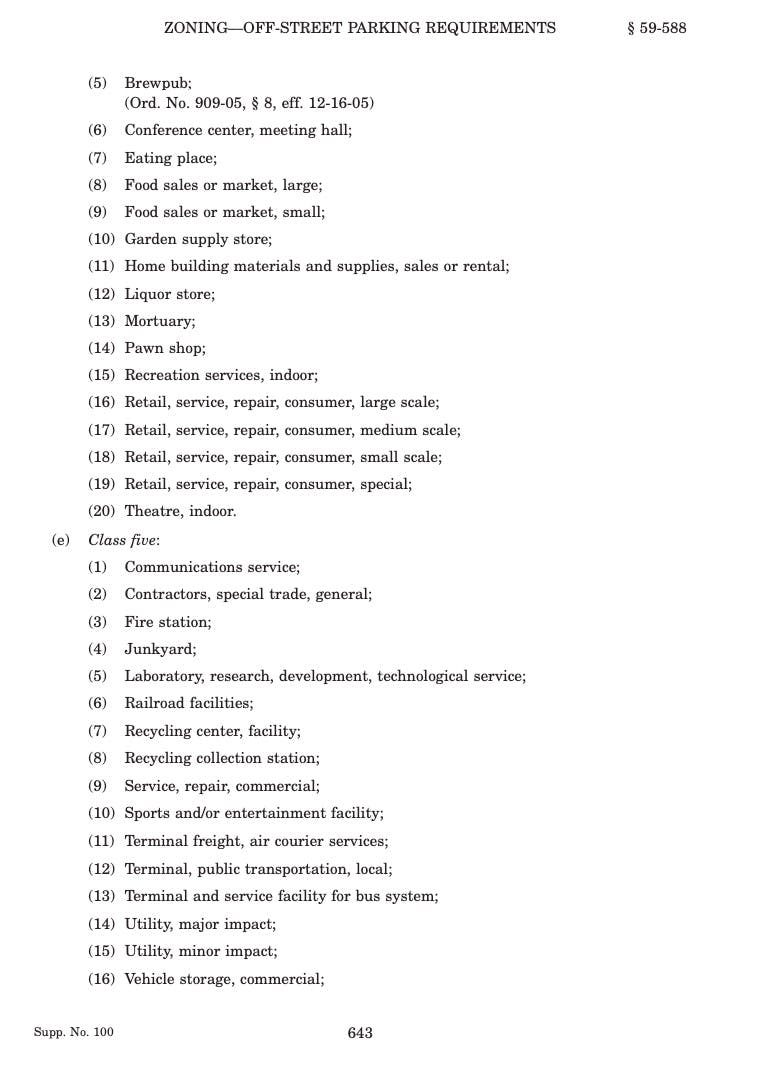 ZONING—OFF-STREET PARKING REQUIREMENTS § 59-588
(5) Brewpub;
(Ord. No. 909-05, § 8, eff. 12-16-05)
(6) Conference center, meeting hall;
(7) Eating place;
(8) Food sales or market, large;
(9) Food sales or market, small;
(10) Garden supply store;
(11) Home building materials and supplies, sales or rental;
(12) Liquor store;
(13) Mortuary;
(14) Pawn shop;
(15) Recreation services, indoor;
(16) Retail, service, repair, consumer, large scale;
(17) Retail, service, repair, consumer, medium scale;
(18) Retail, service, repair, consumer, small scale;
(19) Retail, service, repair, consumer, special;
(20) Theatre, indoor.
(e) Class five:
(1) Communications service;
(2) Contractors, special trade, general;
(3) Fire station;
(4) Junkyard;
(5) Laboratory, research, development, technological service;
(6) Railroad facilities;
(7) Recycling center, facility;
(8) Recycling collection station;
(9) Service, repair, commercial;
(10) Sports and/or entertainment facility;
(11) Terminal freight, air courier services;
(12) Terminal, public transportation, local;
(13) Terminal and service facility for bus system;
(14) Utility, major impact;
(15) Utility, minor impact;
(16) Vehicle storage, commercial;
Supp. No. 100 643